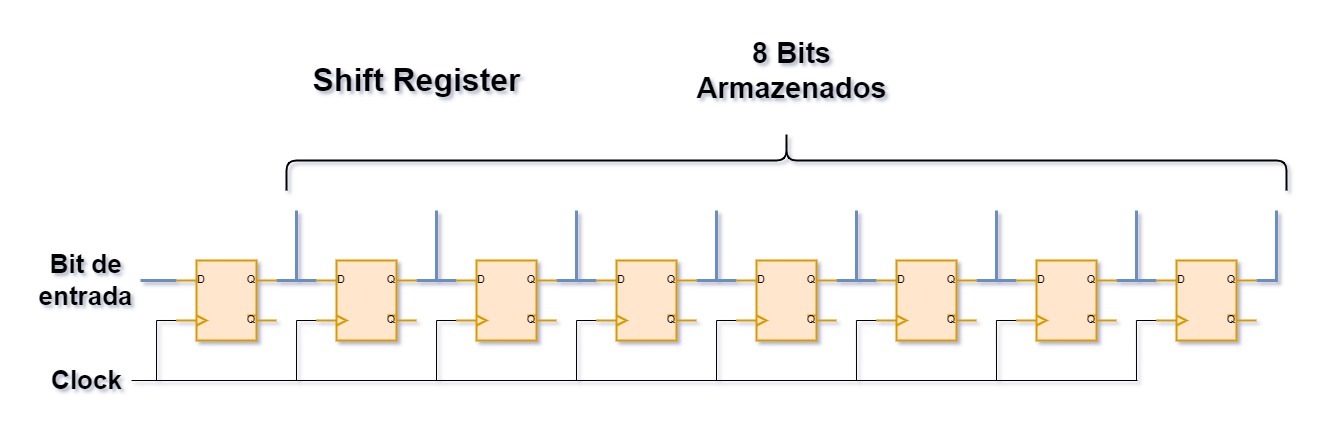 Shift Register
8 Bits
Armazenados
Bit de
entrada
D Q D Q D Q D Q D Q D Q D Q D Q
Q̅ Q̅ Q̅ Q̅ Q̅ Q̅ Q̅ Q̅
Clock